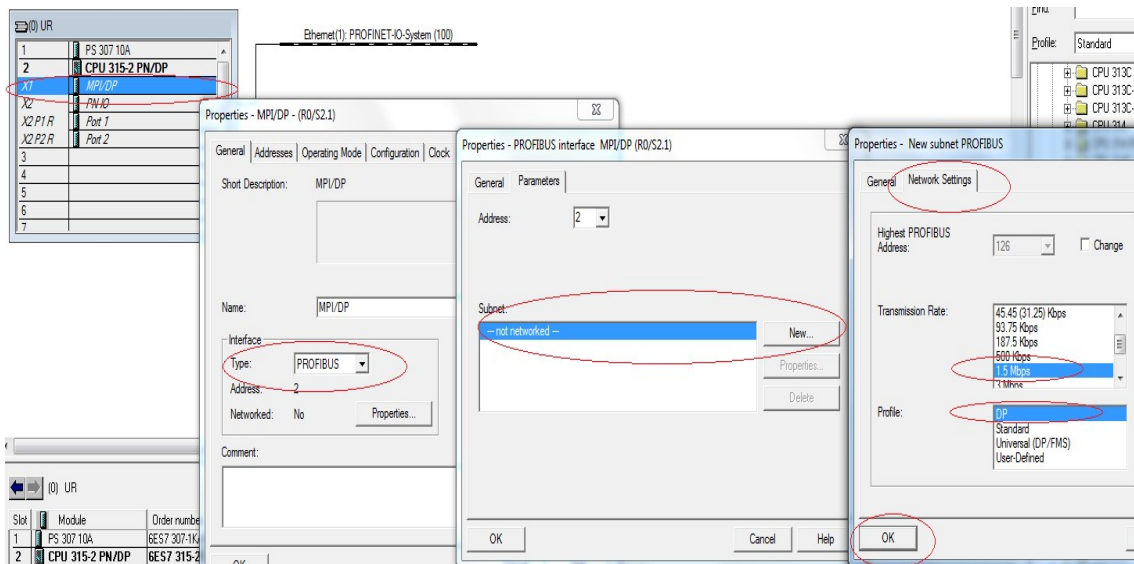 (0) UR
1 PS 307 10A
2 CPU 315-2 PN/DP
X1 MPI/DP
X2 PN-IO
X2 P1 R Port 1
X2 P2 R Port 2
3
4
5
6
7
Ethernet(1): PROFINET-IO-System (100)
Find:
Profile: Standard
CPU 313C
CPU 313C-
CPU 313C-
CPU 314
Properties - MPI/DP - (R0/S2.1)
General Addresses Operating Mode Configuration Clock
Short Description: MPI/DP
Name: MPI/DP
Interface
Type: PROFIBUS
Address: 2
Networked: No Properties...
Comment:
OK
Properties - PROFIBUS interface MPI/DP (R0/S2.1)
General Parameters
Address: 2
Subnet:
--- not networked ---
New...
Properties...
Delete
OK Cancel Help
Properties - New subnet PROFIBUS
General Network Settings
Highest PROFIBUS
Address: 126 Change
Transmission Rate: 45.45 (31.25) Kbps
93.75 Kbps
187.5 Kbps
500 Kbps
1.5 Mbps
3 Mbps
Profile: DP
Standard
Universal (DP/FMS)
User-Defined
OK
(0) UR
Slot Module Order numbe
1 PS 307 10A 6ES7 307-1K
2 CPU 315-2 PN/DP 6ES7 315-2